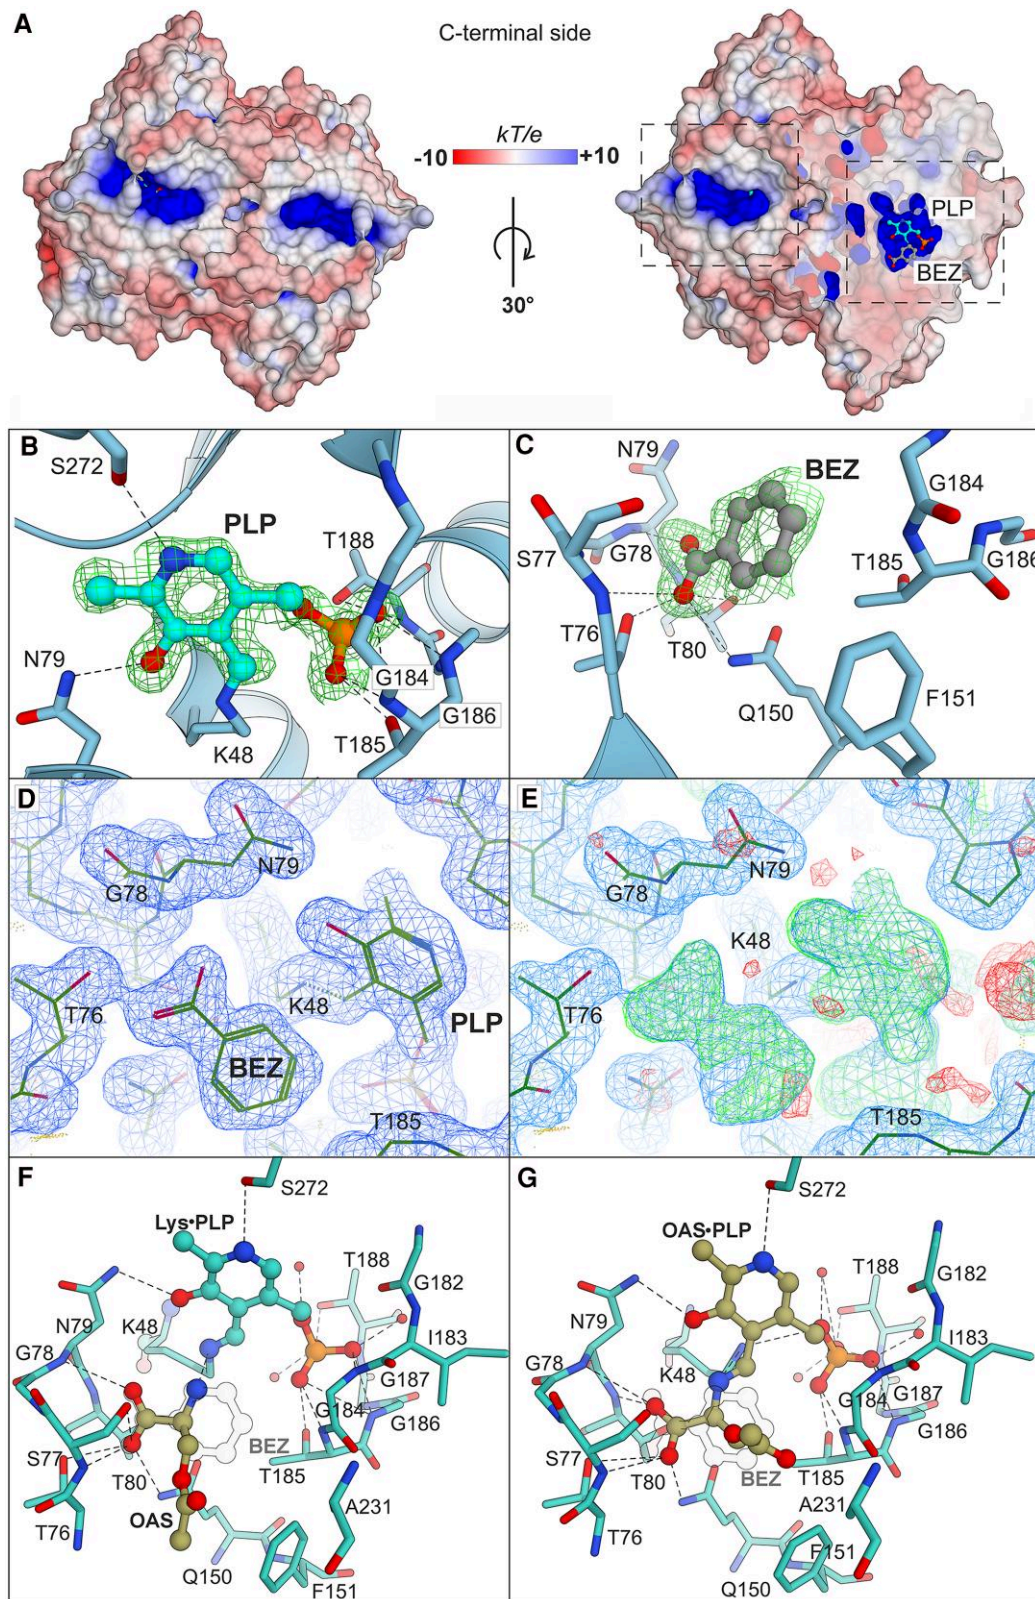 A
C-terminal side
kT/e
-10
+10
30°
PLP
BEZ
B
S272
PLP
T188
N79
G184
G186
K48
T185
C
N79
BEZ
G184
S77
G78
T185
G186
T76
T80
Q150
F151
D
N79
G78
T76
K48
PLP
BEZ
T185
E
N79
G78
K48
T76
T185
F
S272
Lys•PLP
T188
G182
N79
K48
G78
I183
G187
G184
G186
BEZ
S77
T80
T185
A231
T76
OAS
Q150
F151
G
S272
OAS•PLP
T188
G182
N79
K48
G78
I183
G187
G184
G186
S77
BEZ
T80
T185
A231
T76
F151
Q150